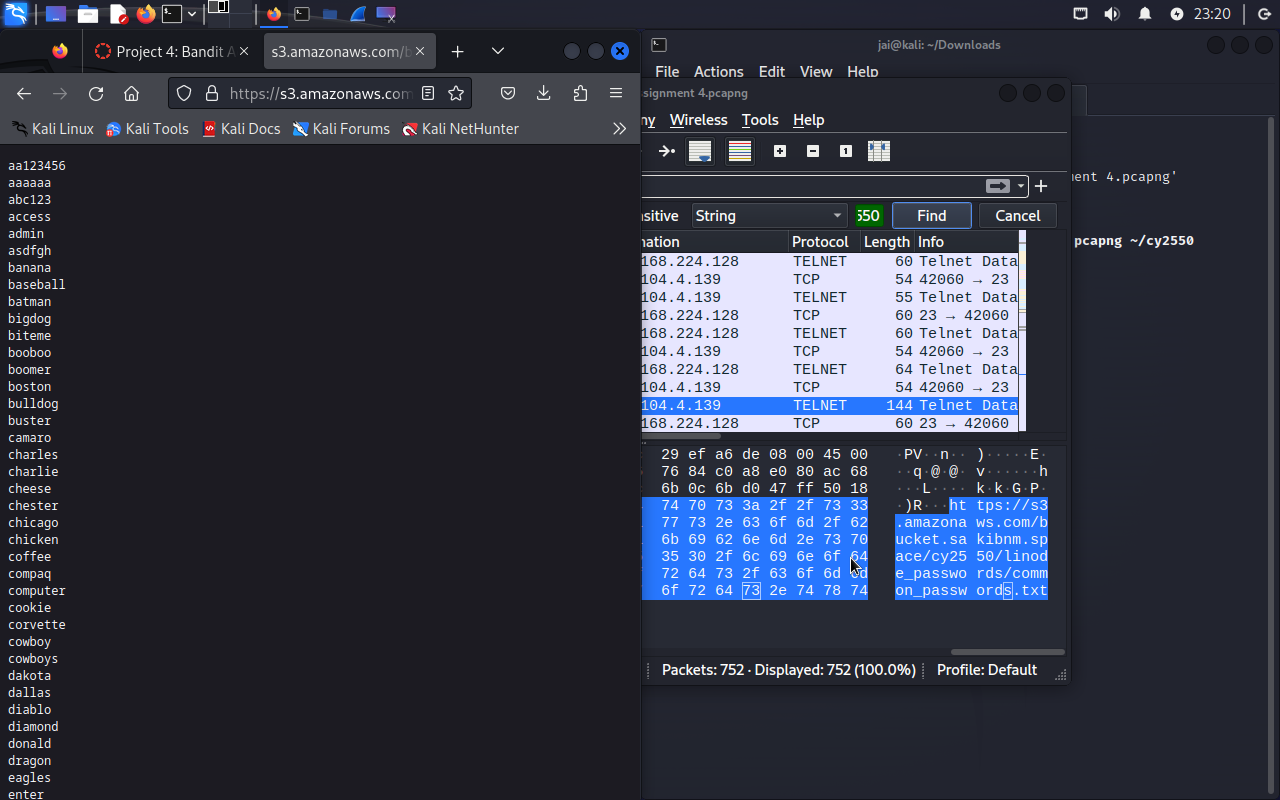 23:20
Project 4: Bandit A
s3.amazonaws.com/b
https://s3.amazonaws.com
Kali Linux
Kali Tools
Kali Docs
Kali Forums
Kali NetHunter
aa123456
aaaaaa
abc123
access
admin
asdfgh
banana
baseball
batman
bigdog
biteme
booboo
boomer
boston
bulldog
buster
camaro
charles
charlie
cheese
chester
chicago
chicken
coffee
compaq
computer
cookie
corvette
cowboy
cowboys
dakota
dallas
diablo
diamond
donald
dragon
eagles
enter
jai@kali: ~/Downloads
File Actions Edit View Help
signment 4.pcapng
ny Wireless Tools Help
nent 4.pcapng'
pcapng ~/cy2550
sitive String 550 Find Cancel
nation Protocol Length Info
168.224.128 TELNET 60 Telnet Data
104.4.139 TCP 54 42060 → 23
104.4.139 TELNET 55 Telnet Data
168.224.128 TCP 60 23 → 42060
168.224.128 TELNET 60 Telnet Data
104.4.139 TCP 54 42060 → 23
168.224.128 TELNET 64 Telnet Data
104.4.139 TCP 54 42060 → 23
104.4.139 TELNET 144 Telnet Data
168.224.128 TCP 60 23 → 42060
29 ef a6 de 08 00 45 00 ·PV··n·· )·····E·
76 84 c0 a8 e0 80 ac 68 ··q·@·@· v······h
6b 0c 6b d0 47 ff 50 18 ···L···· k·k·G·P·
74 70 73 3a 2f 2f 73 33 ·)R···ht tps://s3
77 73 2e 63 6f 6d 2f 62 .amazona ws.com/b
6b 69 62 6e 6d 2e 73 70 ucket.sa kibnm.sp
35 30 2f 6c 69 6e 6f 64 ace/cy25 50/linod
72 64 73 2f 63 6f 6d 6d e_passwo rds/comm
6f 72 64 73 2e 74 78 74 on_passw ords.txt
Packets: 752 · Displayed: 752 (100.0%) Profile: Default